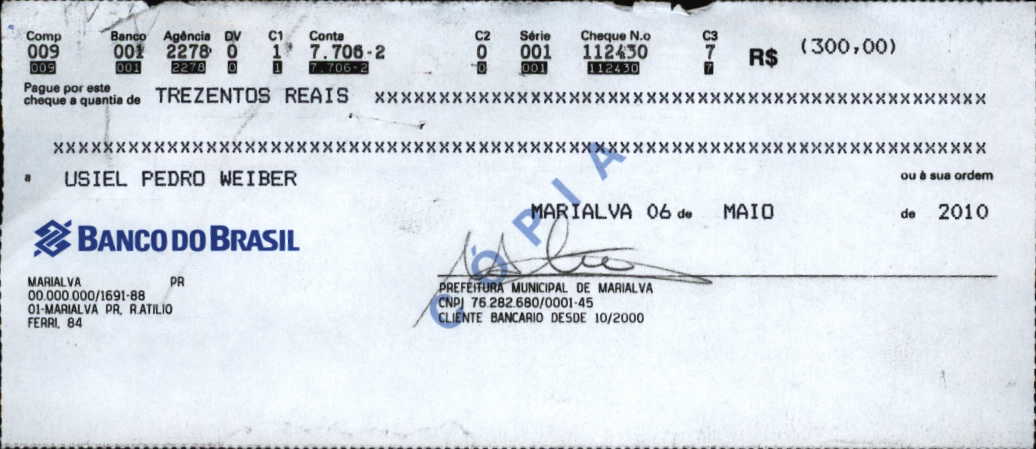 Comp Banco Agência DV C1 Conta C2 Série Cheque N.o C3
009 001 2278 0 1 7.706-2 0 001 112430 7 R$ (300,00)
009 001 2278 0 1 7.706-2 0 001 112430 7
Pague por este
cheque a quantia de TREZENTOS REAIS XXXXXXXXXXXXXXXXXXXXXXXXXXXXXXXXXXXXXXXXXXXXXXXXXXXXXXX
XXXXXXXXXXXXXXXXXXXXXXXXXXXXXXXXXXXXXXXXXXXXXXXXXXXXXXXXXXXXXXXXXXXXXXXXXXXXXXXXXXXX
a USIEL PEDRO WEIBER ou à sua ordem
MARIALVA 06 de MAIO de 2010
CÓPIA
BANCO DO BRASIL
MARIALVA PR
00.000.000/1691-88
01-MARIALVA PR, R.ATILIO
FERRI, 84
PREFEITURA MUNICIPAL DE MARIALVA
CNPJ 76.282.680/0001-45
CLIENTE BANCARIO DESDE 10/2000